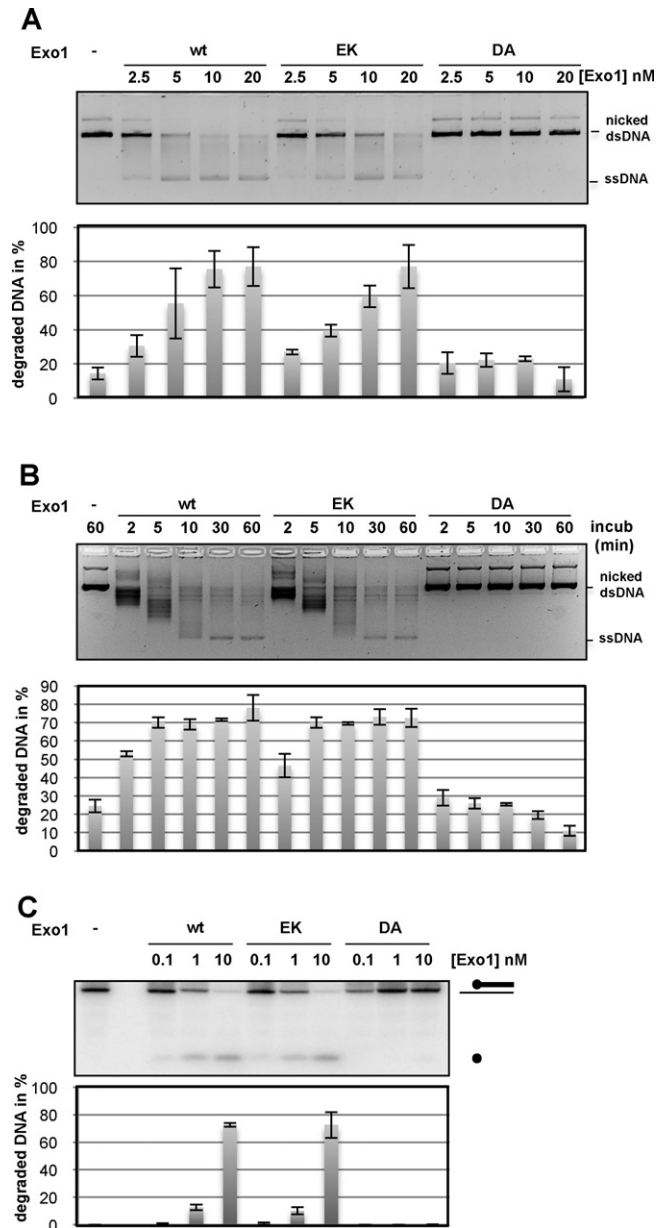 A
Exo1 - wt EK DA
2.5 5 10 20 2.5 5 10 20 2.5 5 10 20 [Exo1] nM
nicked
dsDNA
ssDNA
degraded DNA in %
100
80
60
40
20
0
B
Exo1 - wt EK DA
60 2 5 10 30 60 2 5 10 30 60 2 5 10 30 60 incub
(min)
nicked
dsDNA
ssDNA
degraded DNA in %
90
80
70
60
50
40
30
20
10
0
C
Exo1 - wt EK DA
0.1 1 10 0.1 1 10 0.1 1 10 [Exo1] nM
degraded DNA in %
100
80
60
40
20
0